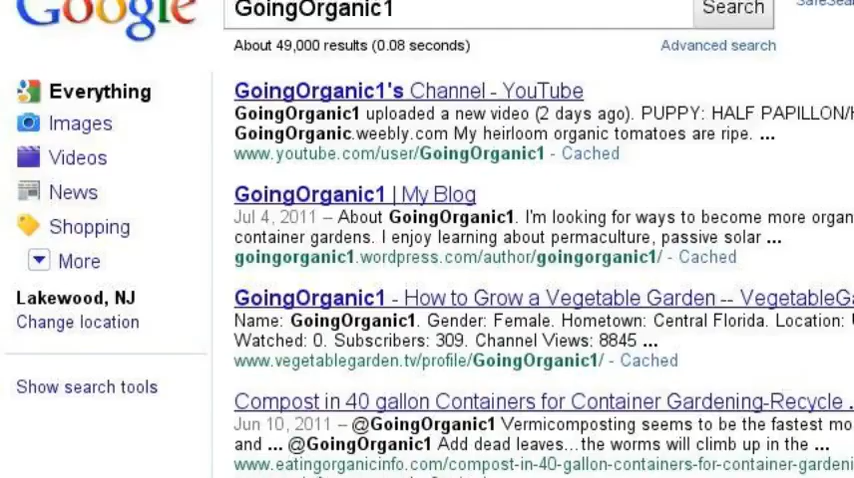 Google
GoingOrganic1
Search
About 49,000 results (0.08 seconds)
Advanced search
Everything
Images
Videos
News
Shopping
More
Lakewood, NJ
Change location
Show search tools
GoingOrganic1's Channel - YouTube
GoingOrganic1 uploaded a new video (2 days ago). PUPPY: HALF PAPILLON/
GoingOrganic.weebly.com My heirloom organic tomatoes are ripe. ...
www.youtube.com/user/GoingOrganic1 - Cached
GoingOrganic1 | My Blog
Jul 4, 2011 – About GoingOrganic1. I'm looking for ways to become more organ
container gardens. I enjoy learning about permaculture, passive solar ...
goingorganic1.wordpress.com/author/goingorganic1/ - Cached
GoingOrganic1 - How to Grow a Vegetable Garden -- VegetableGa
Name: GoingOrganic1. Gender: Female. Hometown: Central Florida. Location:
Watched: 0. Subscribers: 309. Channel Views: 8845 ...
www.vegetablegarden.tv/profile/GoingOrganic1/ - Cached
Compost in 40 gallon Containers for Container Gardening-Recycle .
Jun 10, 2011 – @GoingOrganic1 Vermicomposting seems to be the fastest mo
and ... @GoingOrganic1 Add dead leaves...the worms will climb up in the ...
www.eatingorganicinfo.com/compost-in-40-gallon-containers-for-container-gardeni